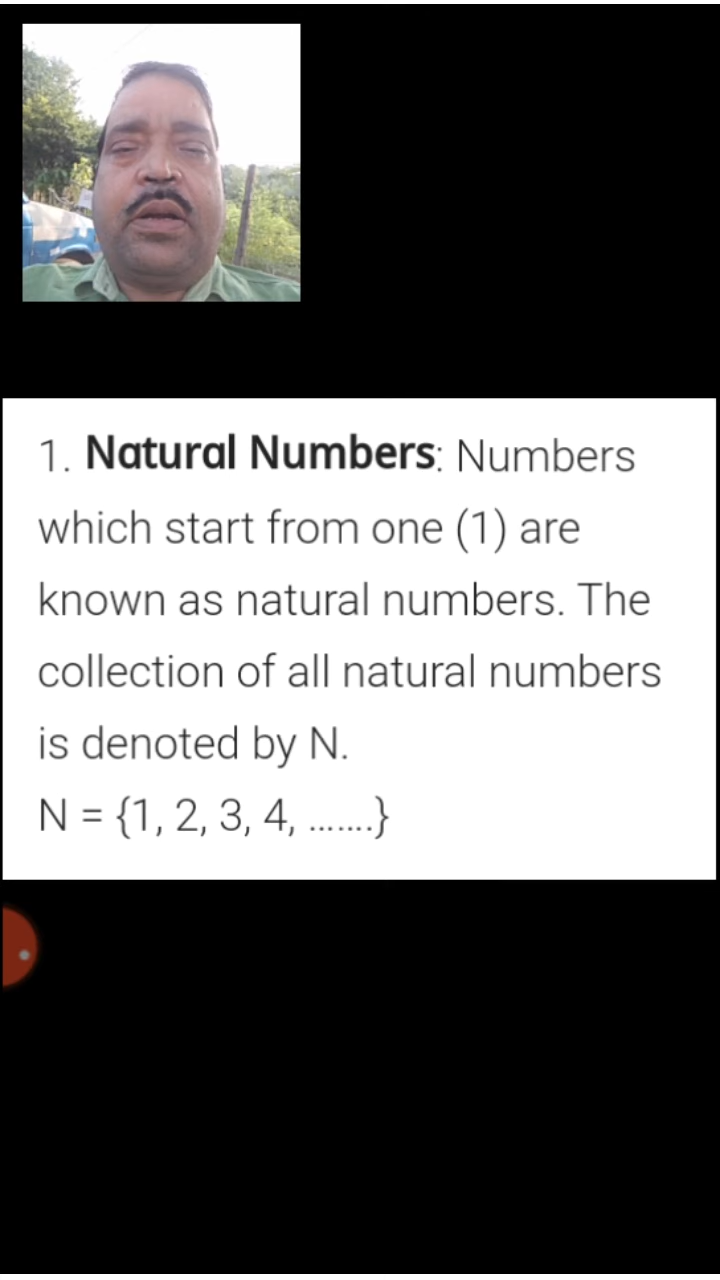 1. Natural Numbers: Numbers
which start from one (1) are
known as natural numbers. The
collection of all natural numbers
is denoted by N.
N = {1, 2, 3, 4, .......}